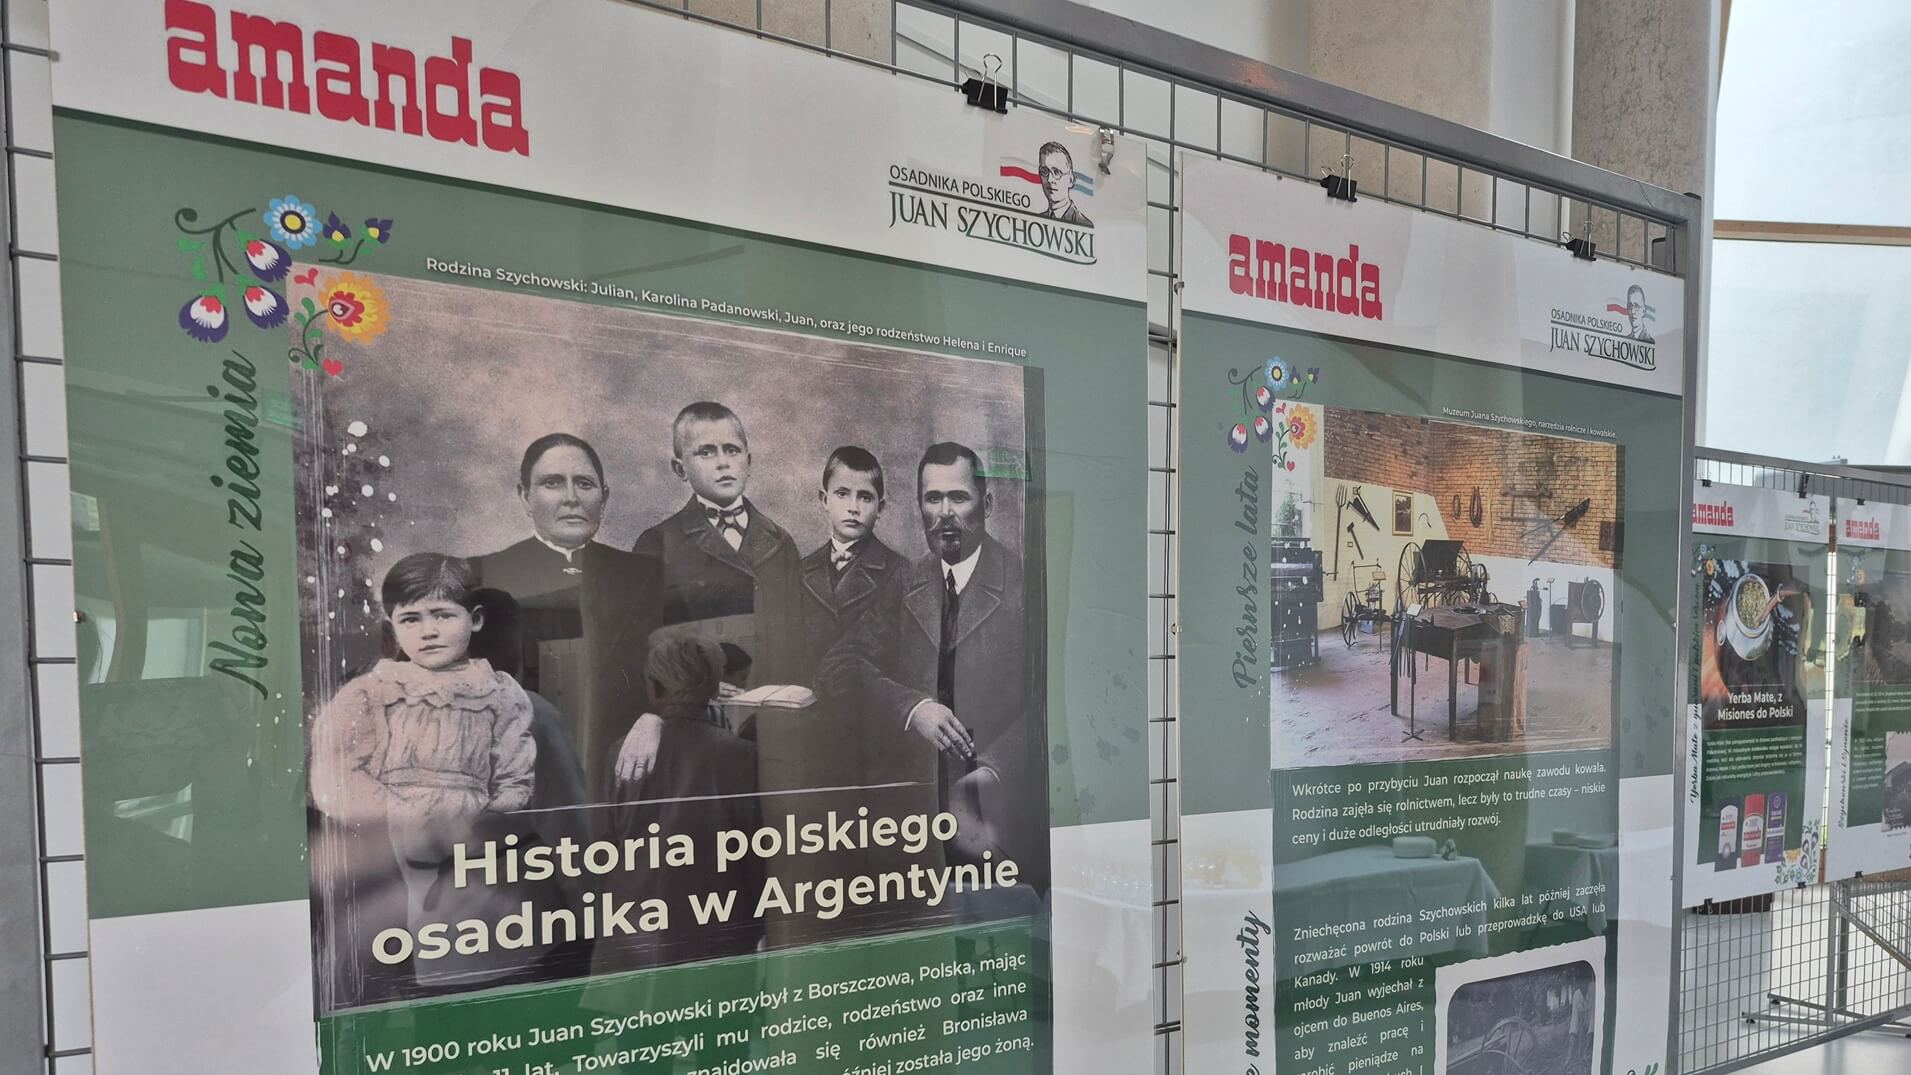 amanda
OSADNIKA POLSKIEGO
JUAN SZYCHOWSKI
Nowa ziemia
Rodzina Szychowski: Julian, Karolina Padanowski, Juan, oraz jego rodzeństwo Helena i Enrique
Historia polskiego
osadnika w Argentynie
W 1900 roku Juan Szychowski przybył z Borszczowa, Polska, mając
11 lat. Towarzyszyli mu rodzice, rodzeństwo oraz inne
znajdowała się również Bronisława
później została jego żoną.
amanda
OSADNIKA POLSKIEGO
JUAN SZYCHOWSKI
Pierwsze lata
Muzeum Juana Szychowskiego, narzędzia rolnicze i kowalskie.
Wkrótce po przybyciu Juan rozpoczął naukę zawodu kowala.
Rodzina zajęła się rolnictwem, lecz były to trudne czasy – niskie
ceny i duże odległości utrudniały rozwój.
momenty
Zniechęcona rodzina Szychowskich kilka lat później zaczęła
rozważać powrót do Polski lub przeprowadzkę do USA lub
Kanady. W 1914 roku
młody Juan wyjechał z
ojcem do Buenos Aires,
aby znaleźć pracę i
zarobić pieniądze na
amanda
Yerba Mate, z
Misiones do Polski
amanda